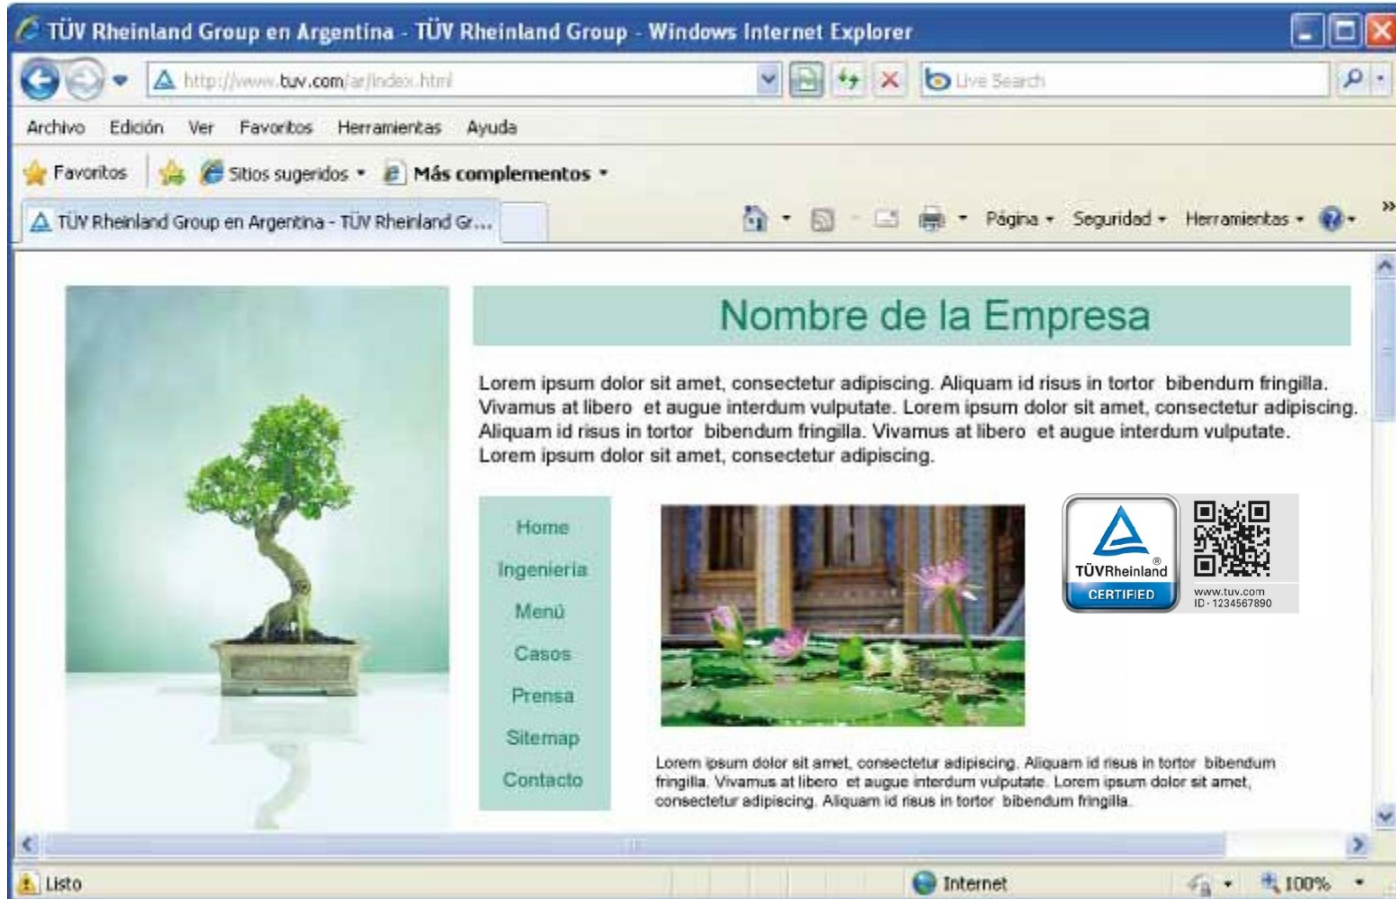 TÜV Rheinland Group en Argentina - TÜV Rheinland Group - Windows Internet Explorer
http://www.tuv.com/ar/index.html
Live Search
Archivo Edición Ver Favoritos Herramientas Ayuda
Favoritos Sitios sugeridos Más complementos
TÜV Rheinland Group en Argentina - TÜV Rheinland Gr... Página Seguridad Herramientas
Nombre de la Empresa
Lorem ipsum dolor sit amet, consectetur adipiscing. Aliquam id risus in tortor bibendum fringilla.
Vivamus at libero et augue interdum vulputate. Lorem ipsum dolor sit amet, consectetur adipiscing.
Aliquam id risus in tortor bibendum fringilla. Vivamus at libero et augue interdum vulputate.
Lorem ipsum dolor sit amet, consectetur adipiscing.
Home
Ingeniería
Menú
Casos
Prensa
Sitemap
Contacto
TÜVRheinland®
CERTIFIED
www.tuv.com
ID- 1234567890
Lorem ipsum dolor sit amet, consectetur adipiscing. Aliquam id risus in tortor bibendum
fringilla. Vivamus at libero et augue interdum vulputate. Lorem ipsum dolor sit amet,
consectetur adipiscing. Aliquam id risus in tortor bibendum fringilla.
Listo Internet 100%